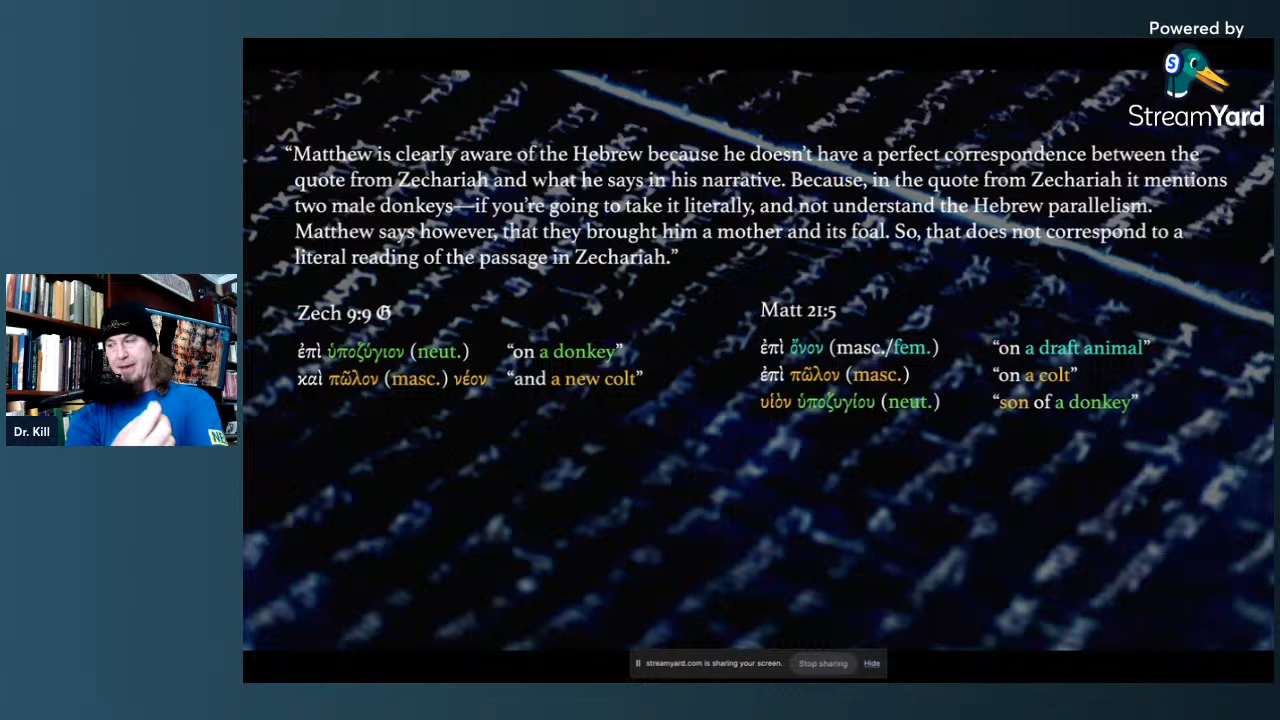 Powered by
StreamYard
“Matthew is clearly aware of the Hebrew because he doesn’t have a perfect correspondence between the
quote from Zechariah and what he says in his narrative. Because, in the quote from Zechariah it mentions
two male donkeys—if you’re going to take it literally, and not understand the Hebrew parallelism.
Matthew says however, that they brought him a mother and its foal. So, that does not correspond to a
literal reading of the passage in Zechariah.”
Zech 9:9 𝕲
ἐπὶ ὑποζύγιον (neut.) “on a donkey”
καὶ πῶλον (masc.) νέον “and a new colt”
Matt 21:5
ἐπὶ ὄνον (masc./fem.) “on a draft animal”
ἐπὶ πῶλον (masc.) “on a colt”
υἱὸν ὑποζυγίου (neut.) “son of a donkey”
Dr. Kill
streamyard.com is sharing your screen. Stop sharing Hide